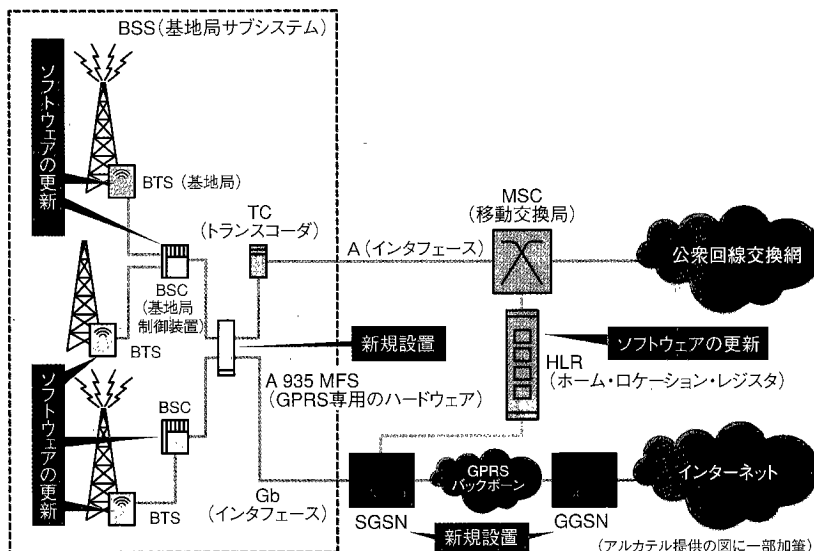 BSS(基地局サブシステム)
ソフトウェアの更新
BTS(基地局)
TC
(トランスコーダ)
MSC
(移動交換局)
A(インタフェース)
公衆回線交換網
BSC
(基地局
制御装置)
BTS
新規設置
ソフトウェアの更新
HLR
(ホーム・ロケーション・レジスタ)
A 935 MFS
(GPRS専用のハードウェア)
ソフトウェアの更新
BSC
BTS
Gb
(インタフェース)
SGSN
GPRS
バックボーン
GGSN
インターネット
新規設置
(アルカテル提供の図に一部加筆)